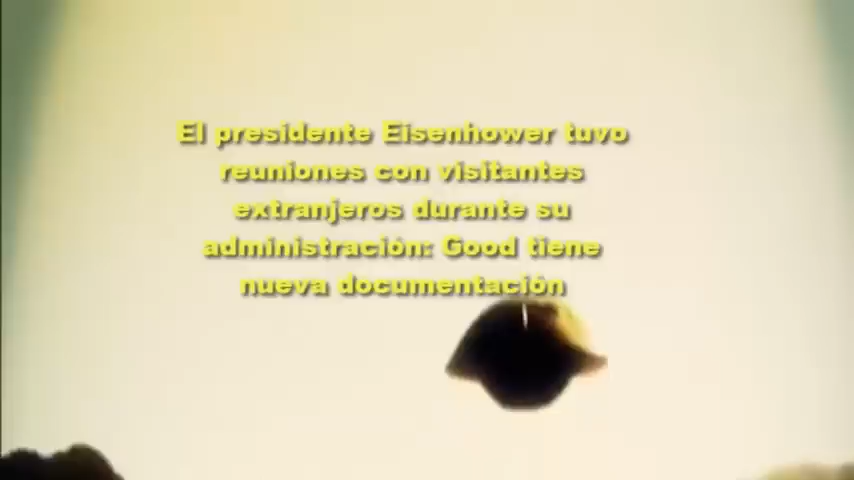 El presidente Eisenhower tuvo
reuniones con visitantes
extranjeros durante su
administración: Good tiene
nueva documentación